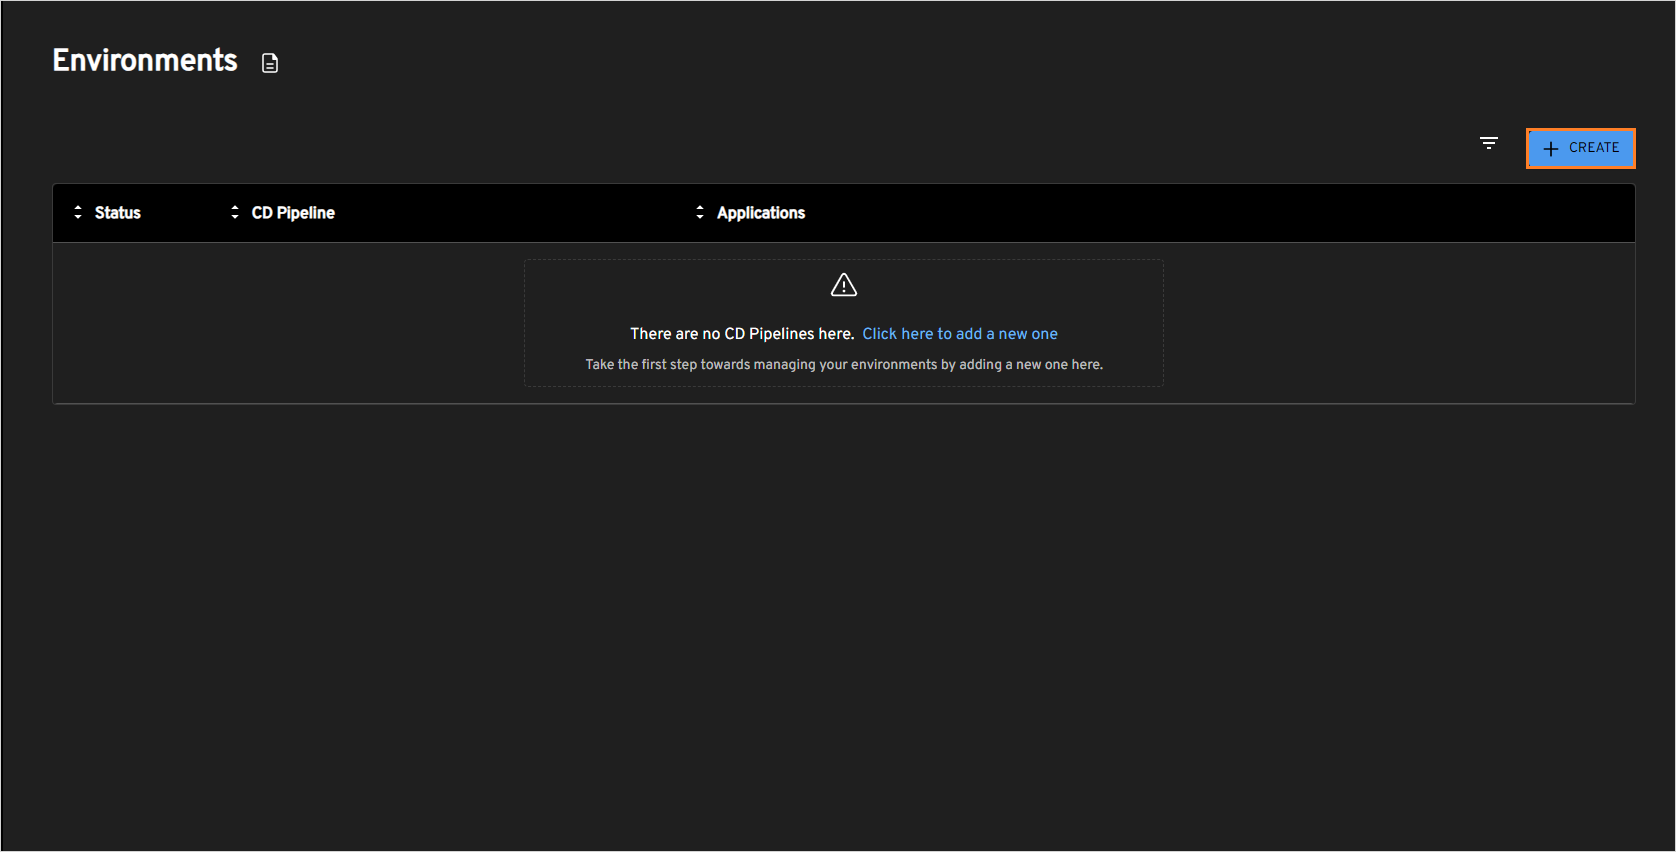 Environments
CREATE
Status CD Pipeline Applications
There are no CD Pipelines here. Click here to add a new one
Take the first step towards managing your environments by adding a new one here.